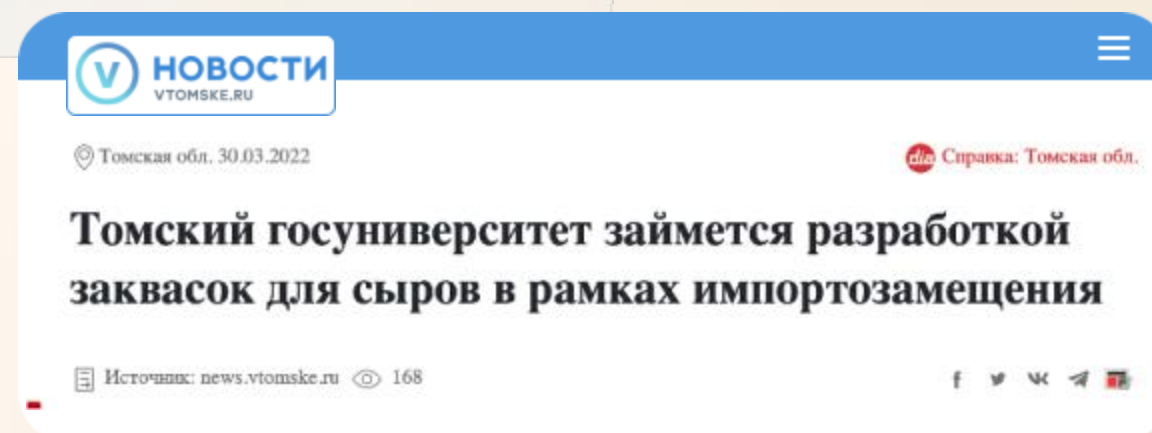 V НОВОСТИ
VTOMSKE.RU
Томская обл. 30.03.2022
dia Справка: Томская обл.
Томский госуниверситет займется разработкой
заквасок для сыров в рамках импортозамещения
Источник: news.vtomske.ru 168